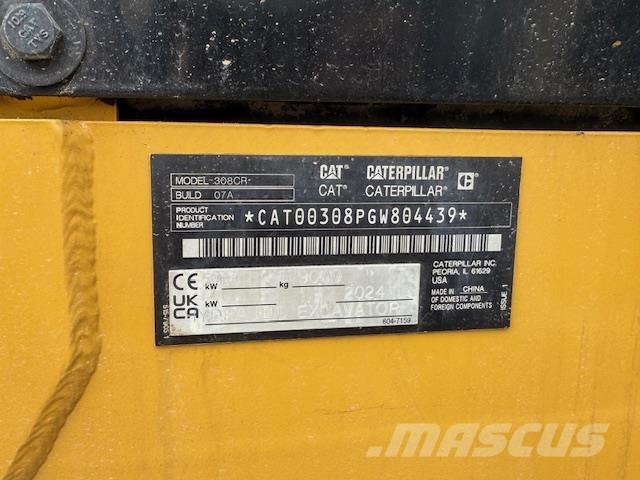 MODEL -308CR-
BUILD 07A
CAT CATERPILLAR
CAT CATERPILLAR
PRODUCT IDENTIFICATION NUMBER *CAT00308PGW804439*
CATERPILLAR INC.
PEORIA, IL 61629
USA
MADE IN CHINA
OF DOMESTIC AND
FOREIGN COMPONENTS
ISSUE 1
CE
UK CA
kW kg
kW 2024
kW EXCAVATOR
604-7159
MASCUS